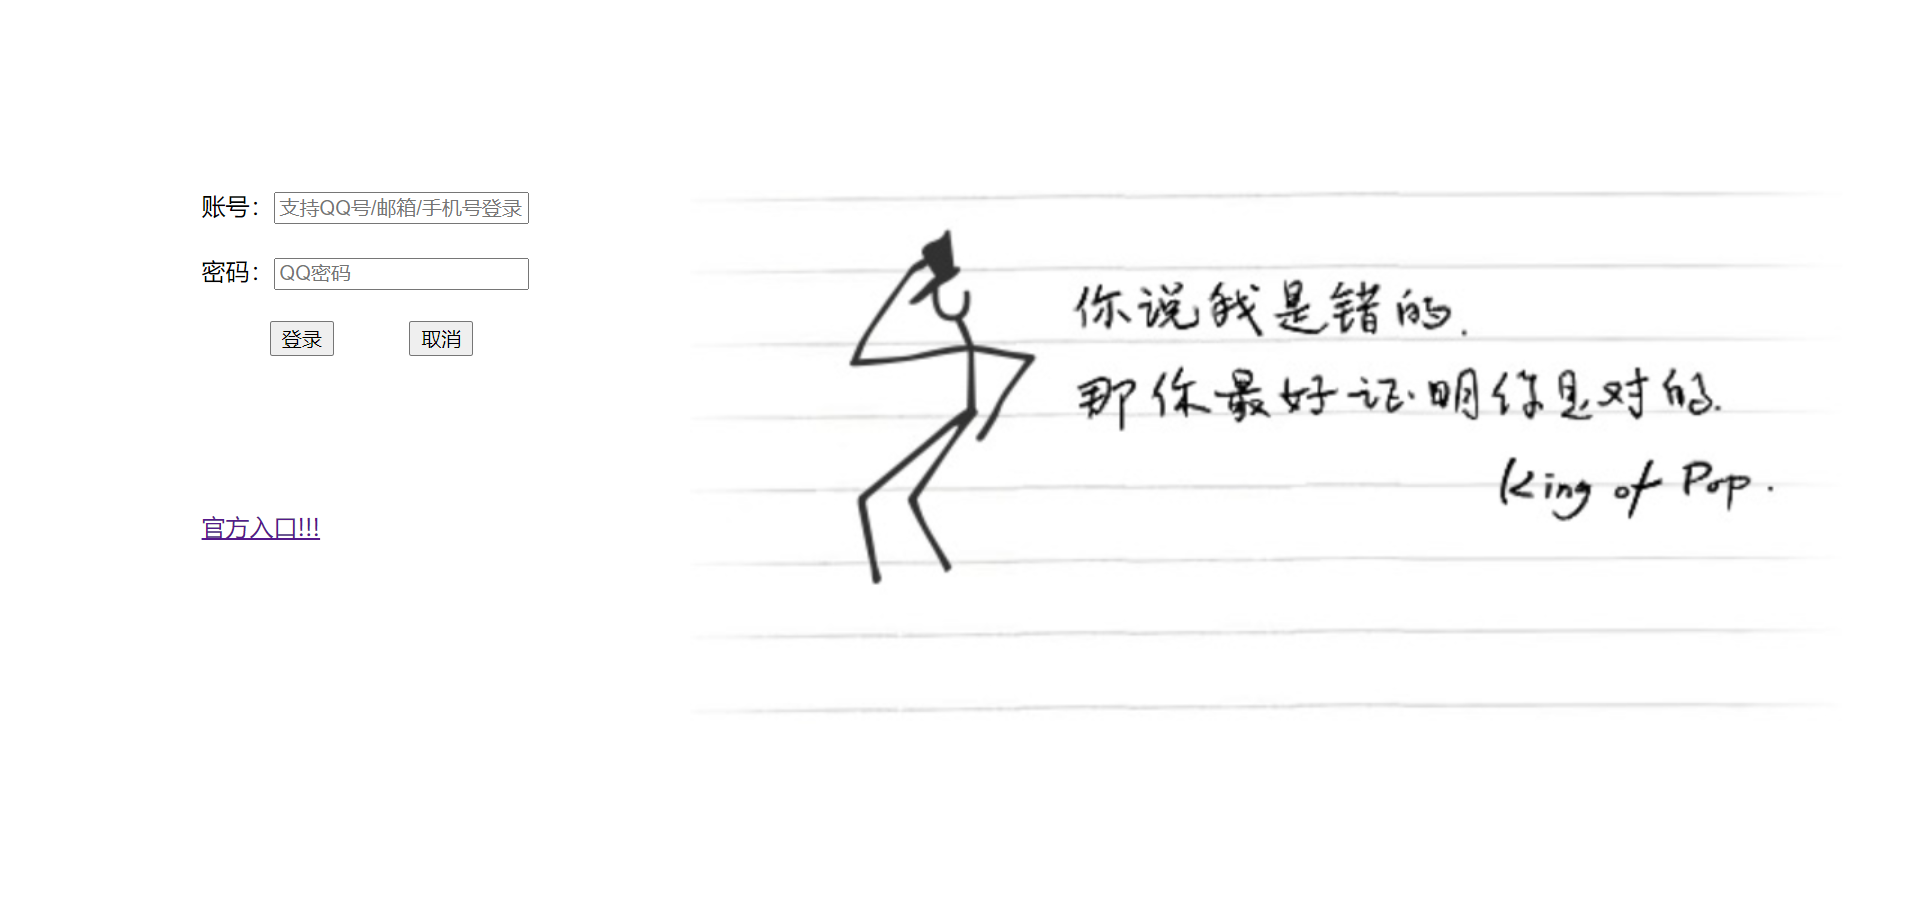 账号：支持QQ号/邮箱/手机号登录
密码：QQ密码
登录 取消
官方入口!!!
你说我是错的.
那你最好证明你是对的.
King of Pop.